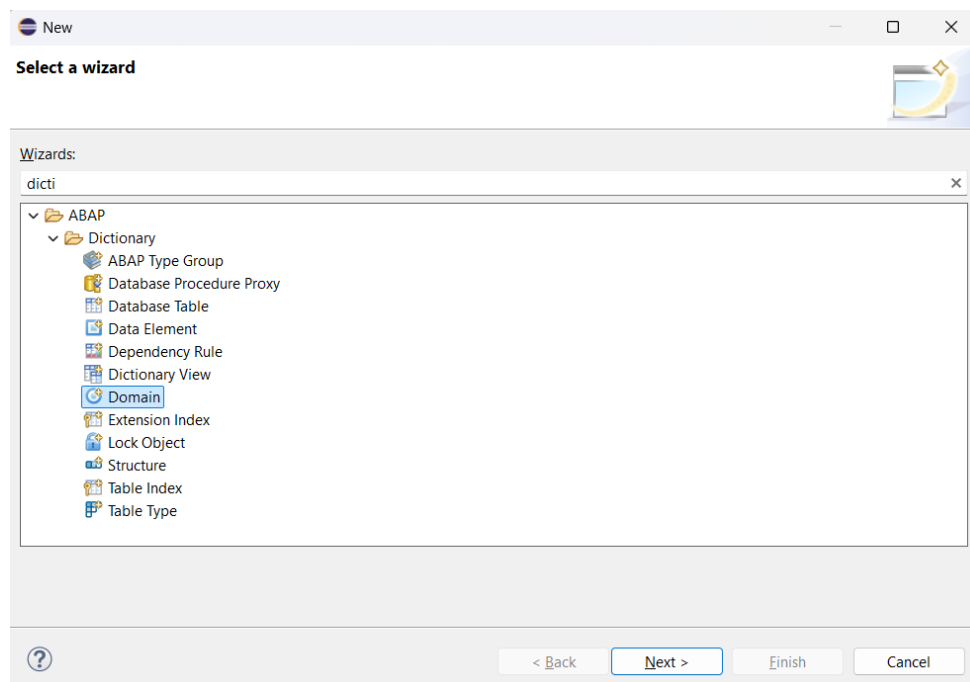 New
Select a wizard
Wizards:
dicti
ABAP
Dictionary
ABAP Type Group
Database Procedure Proxy
Database Table
Data Element
Dependency Rule
Dictionary View
Domain
Extension Index
Lock Object
Structure
Table Index
Table Type
? < Back Next > Finish Cancel